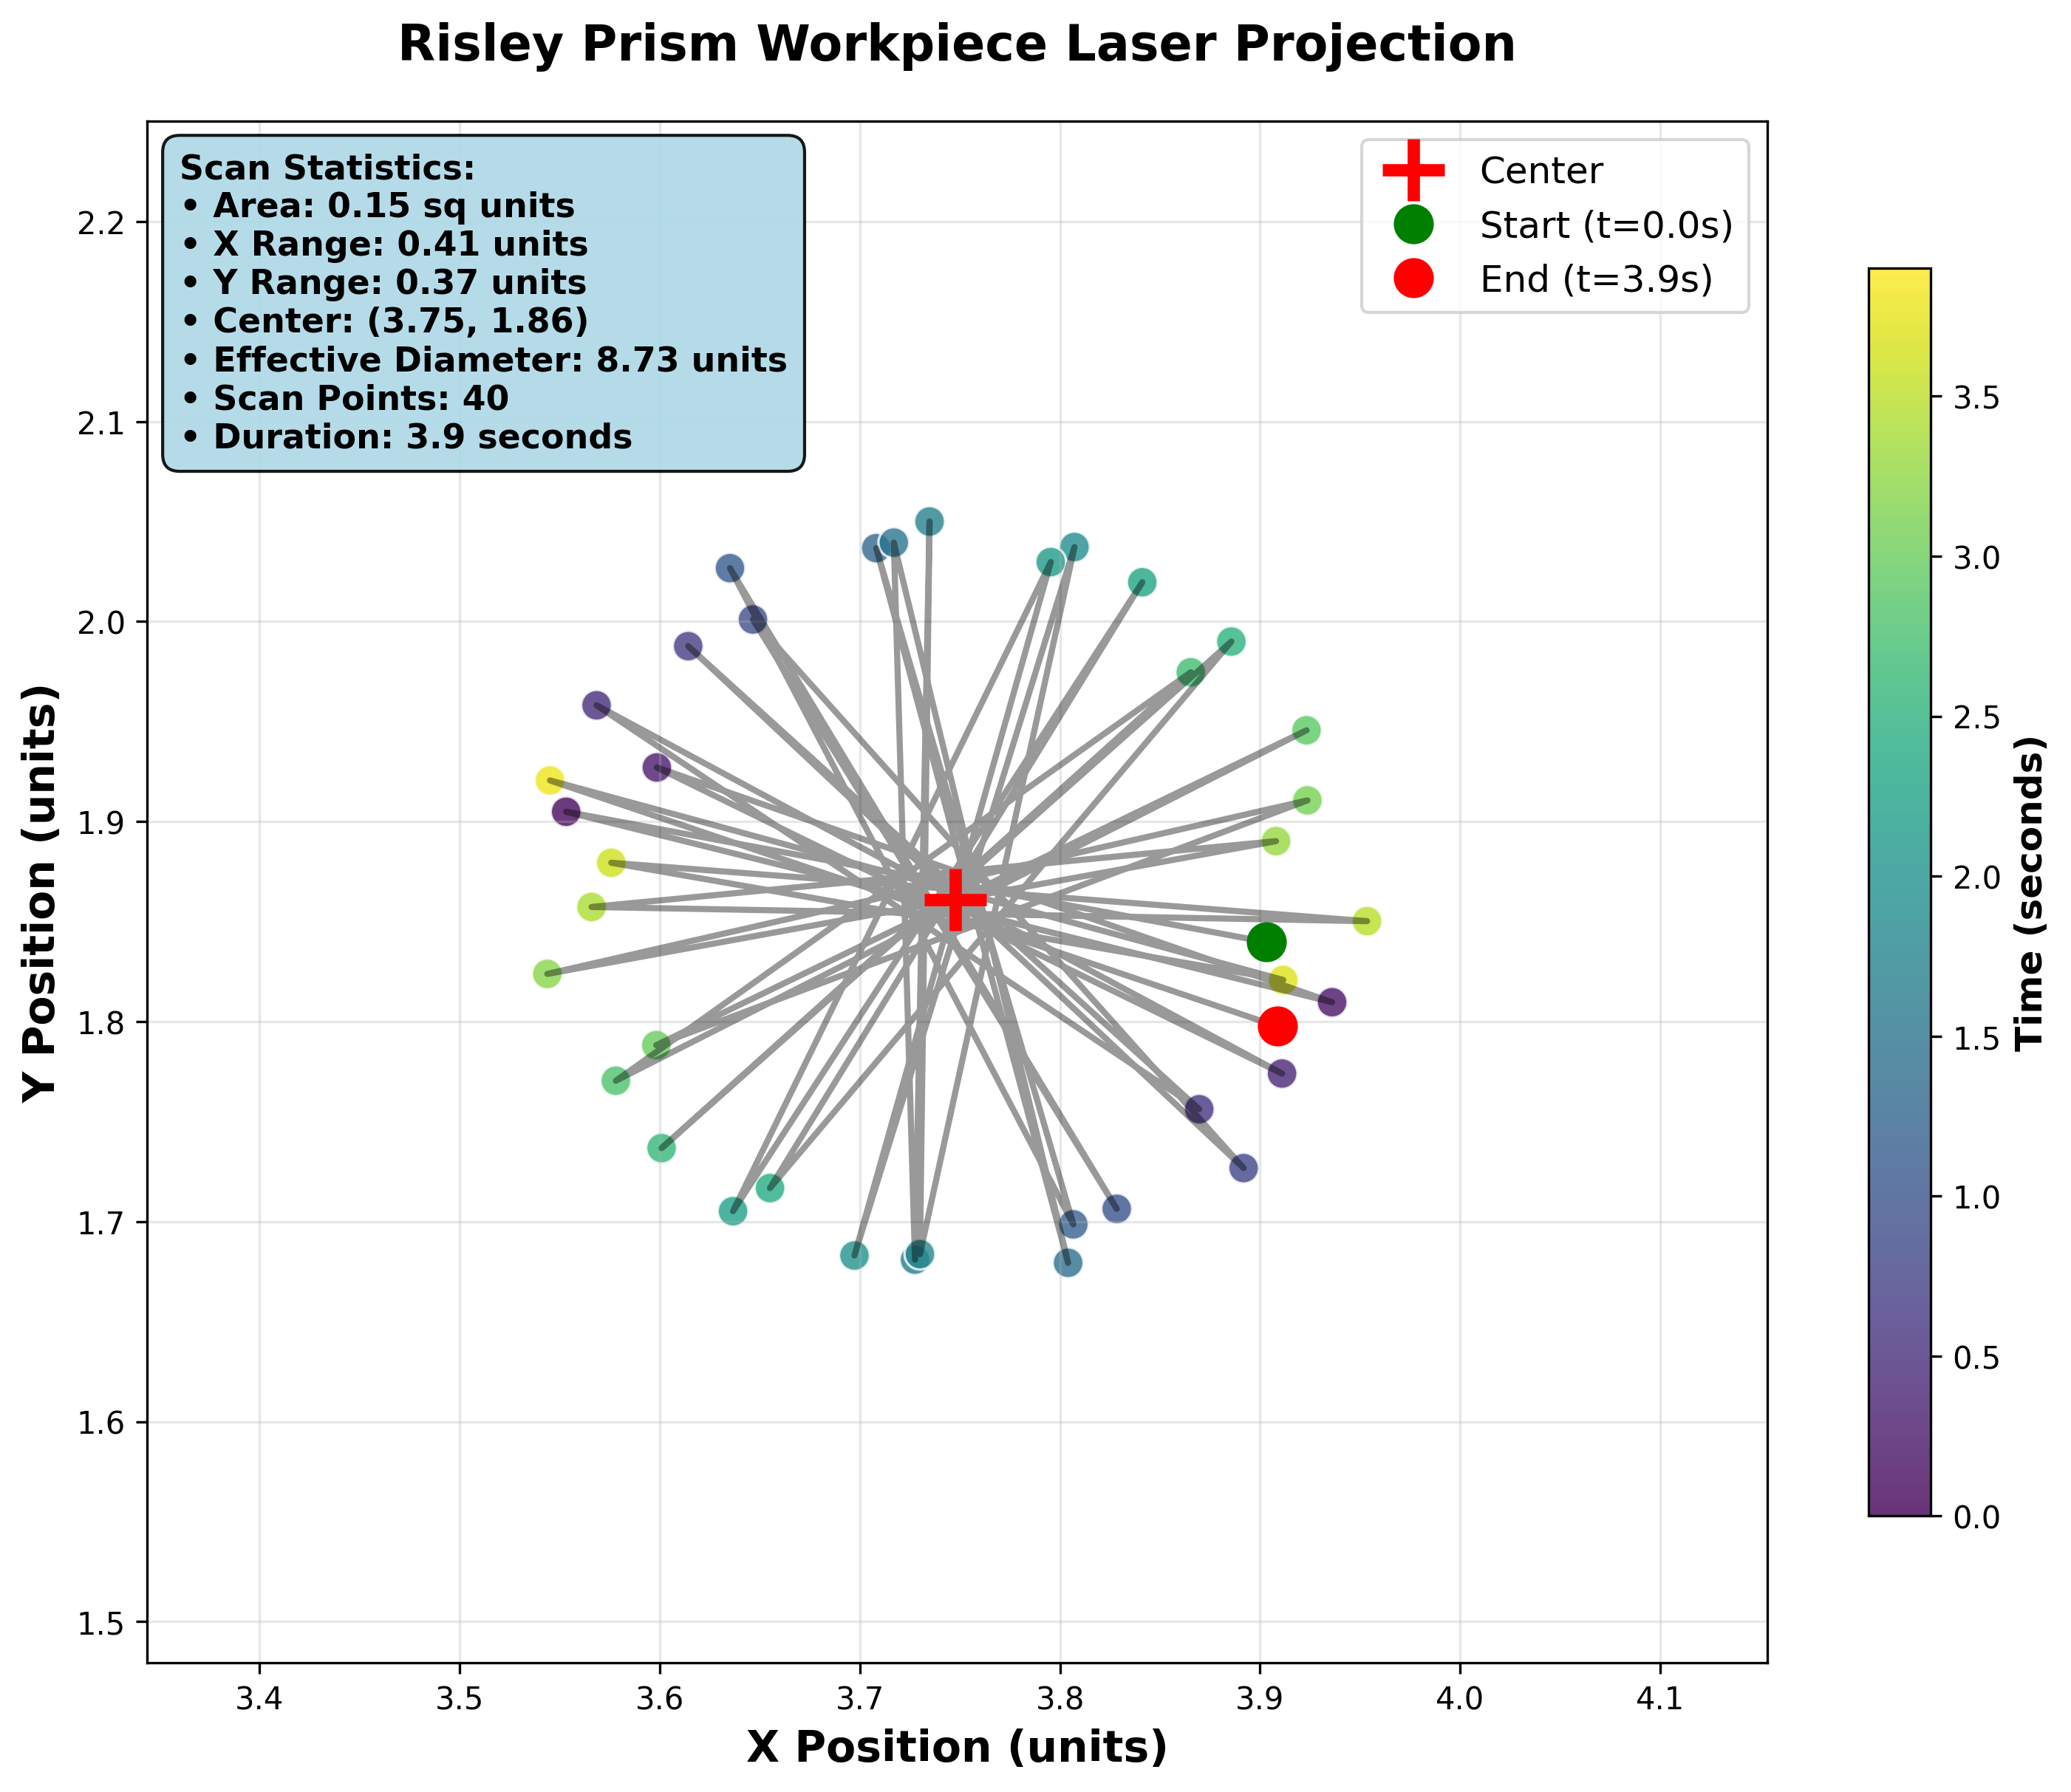 Risley Prism Workpiece Laser Projection
Scan Statistics:
• Area: 0.15 sq units
• X Range: 0.41 units
• Y Range: 0.37 units
• Center: (3.75, 1.86)
• Effective Diameter: 8.73 units
• Scan Points: 40
• Duration: 3.9 seconds
Center
Start (t=0.0s)
End (t=3.9s)
Y Position (units)
2.2
2.1
2.0
1.9
1.8
1.7
1.6
1.5
3.4 3.5 3.6 3.7 3.8 3.9 4.0 4.1
X Position (units)
3.5
3.0
2.5
2.0
1.5
1.0
0.5
0.0
Time (seconds)